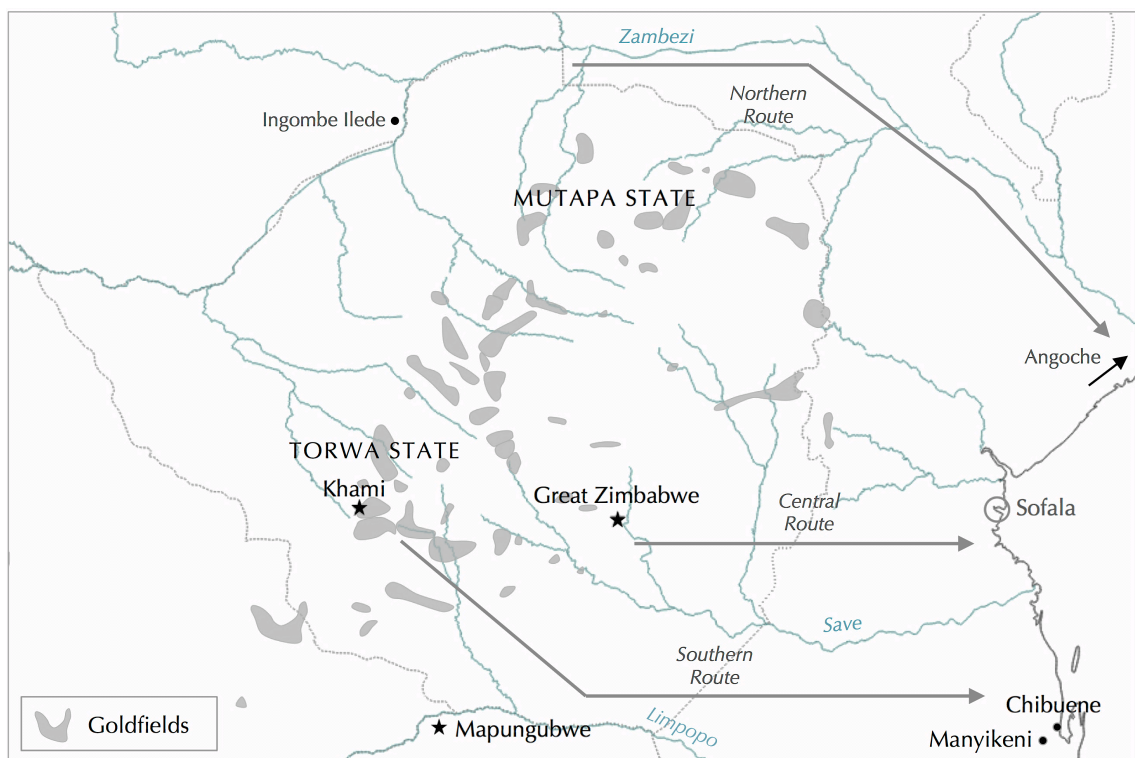 Zambezi
Northern
Route
Ingombe Ilede
MUTAPA STATE
Angoche
TORWA STATE
Khami
Great Zimbabwe
Central
Route
Sofala
Save
Southern
Route
Chibuene
Limpopo
Manyikeni
Mapungubwe
Goldfields